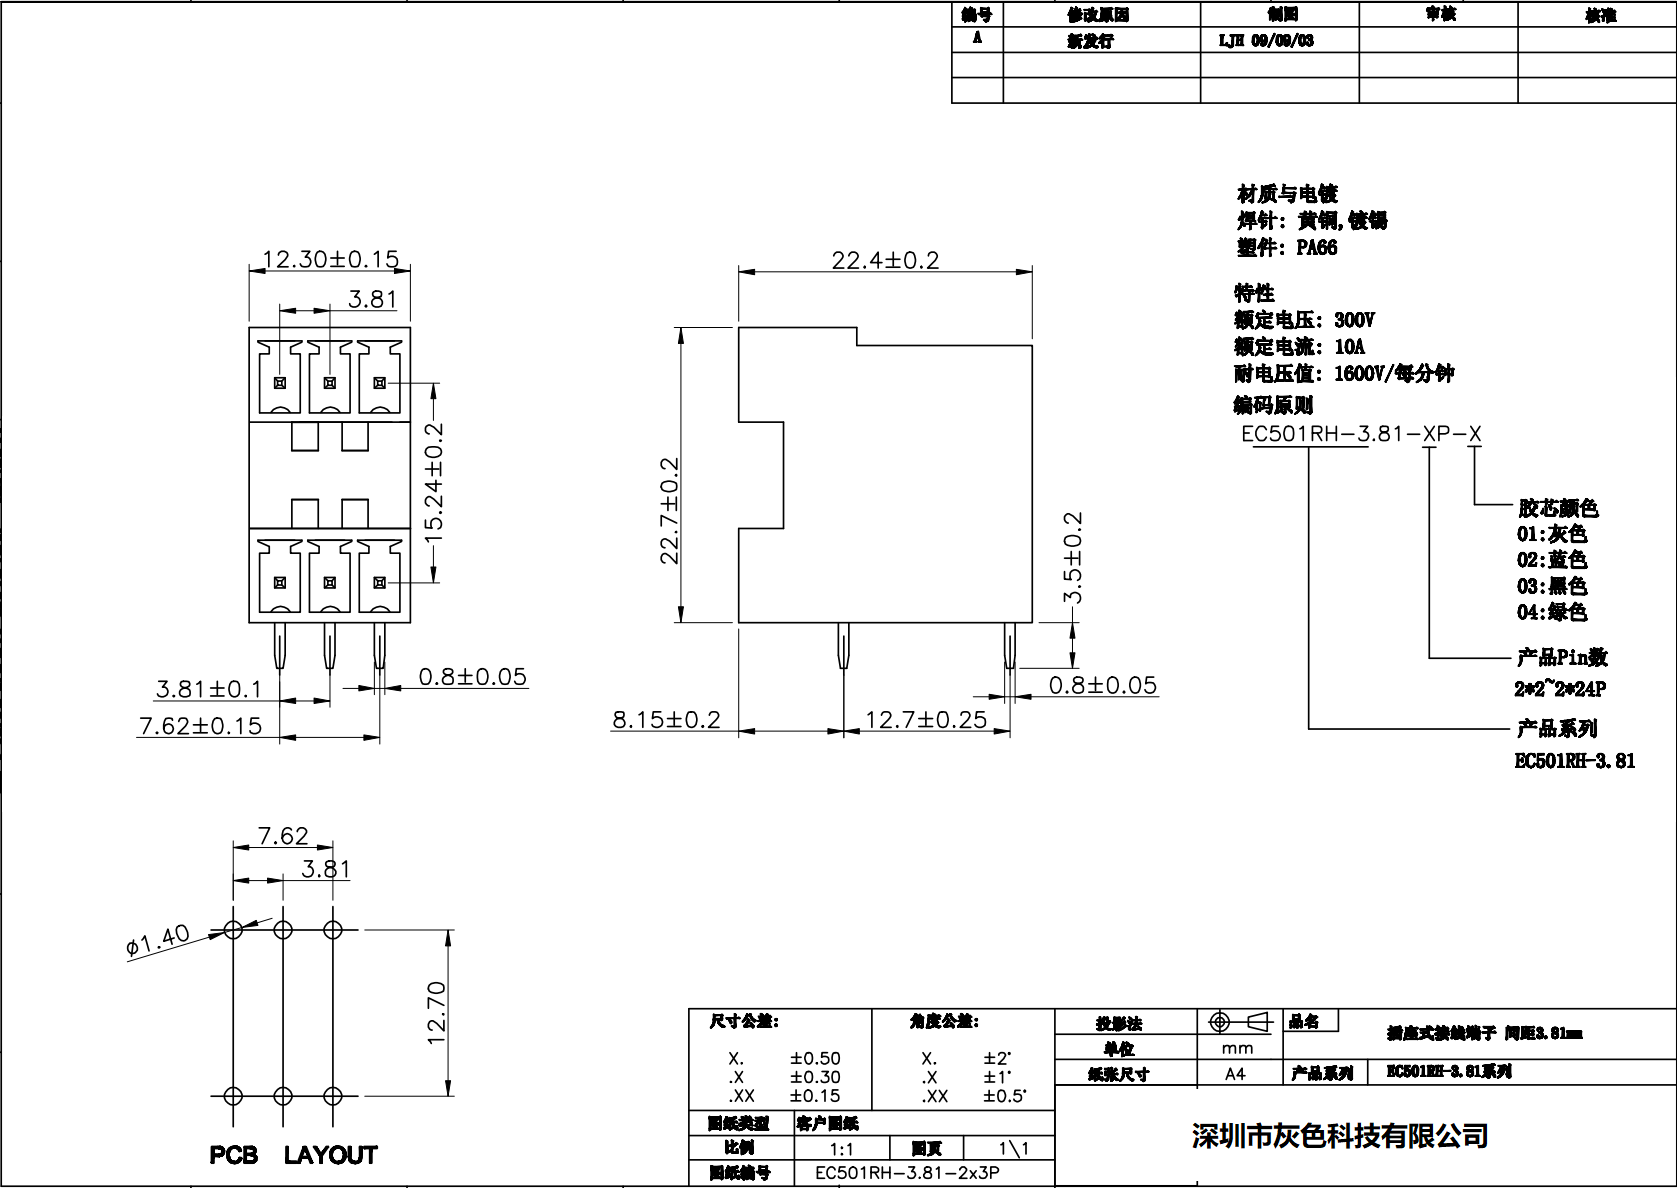 编号 修改原因 制图 审核 核准
A 新发行 LJH 09/09/03
材质与电镀
焊针: 黄铜,镀锡
塑件: PA66
特性
额定电压: 300V
额定电流: 10A
耐电压值: 1600V/每分钟
编码原则
EC501RH-3.81-XP-X
胶芯颜色
01:灰色
02:蓝色
03:黑色
04:绿色
产品Pin数
2*2~2*24P
产品系列
EC501RH-3.81
12.30±0.15
3.81
15.24±0.2
3.81±0.1
0.8±0.05
7.62±0.15
22.4±0.2
22.7±0.2
3.5±0.2
0.8±0.05
8.15±0.2
12.7±0.25
7.62
3.81
ø1.40
12.70
PCB LAYOUT
尺寸公差: 角度公差:
X. ±0.50 X. ±2°
.X ±0.30 .X ±1°
.XX ±0.15 .XX ±0.5°
图纸类型 客户图纸
比例 1:1 图页 1\1
图纸编号 EC501RH-3.81-2x3P
投影法 品名 插座式接线端子 间距3.81mm
单位 mm
纸张尺寸 A4 产品系列 EC501RH-3.81系列
深圳市灰色科技有限公司